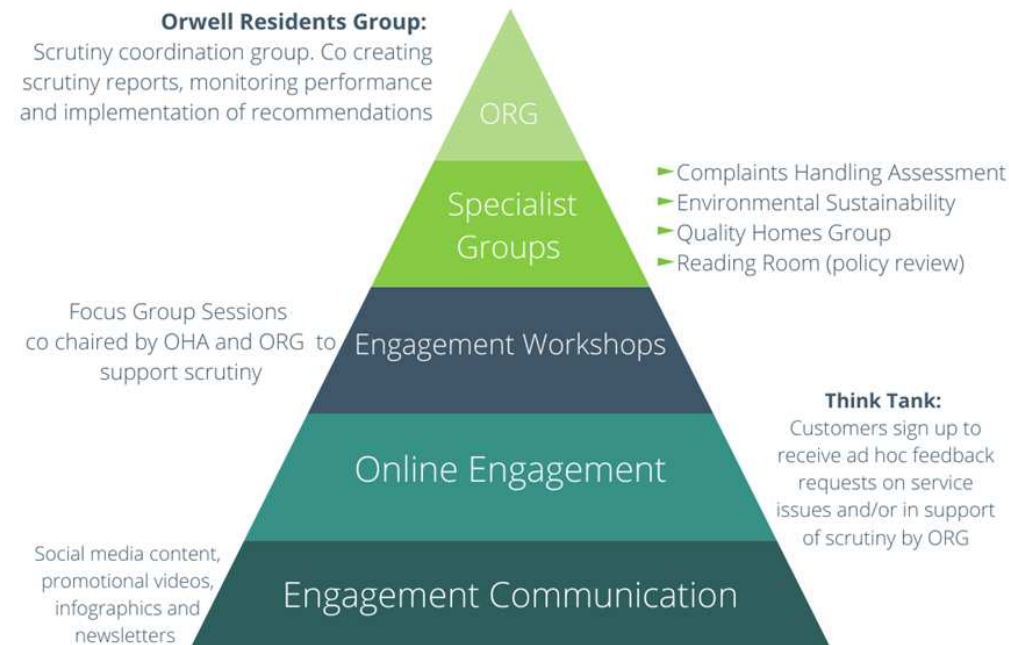 Orwell Residents Group:
Scrutiny coordination group. Co creating
scrutiny reports, monitoring performance
and implementation of recommendations
ORG
Specialist
Groups
►Complaints Handling Assessment
►Environmental Sustainability
►Quality Homes Group
►Reading Room (policy review)
Focus Group Sessions
co chaired by OHA and ORG to
support scrutiny
Engagement Workshops
Online Engagement
Think Tank:
Customers sign up to
receive ad hoc feedback
requests on service
issues and/or in support
of scrutiny by ORG
Social media content,
promotional videos,
infographics and
newsletters
Engagement Communication